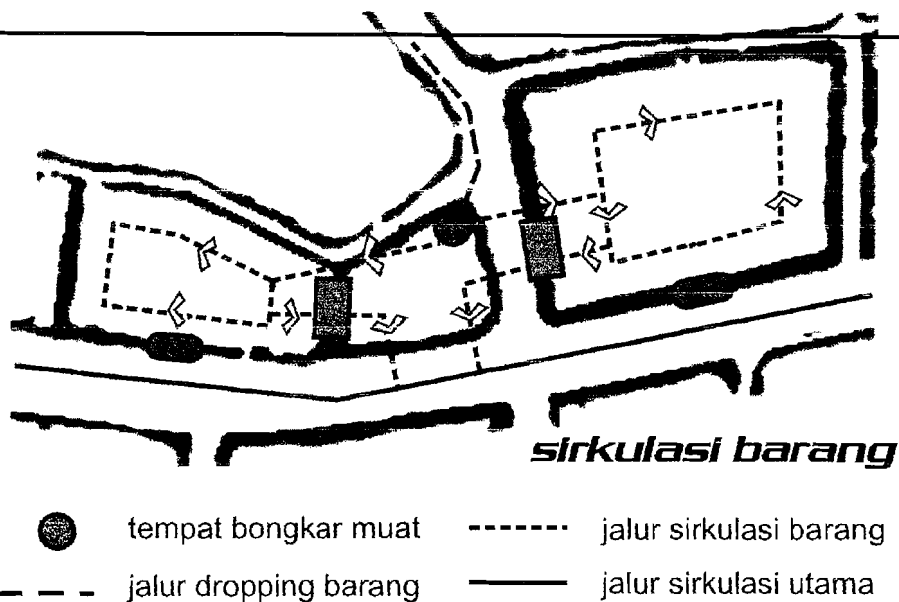 sirkulasi barang
tempat bongkar muat
jalur sirkulasi barang
jalur dropping barang
jalur sirkulasi utama